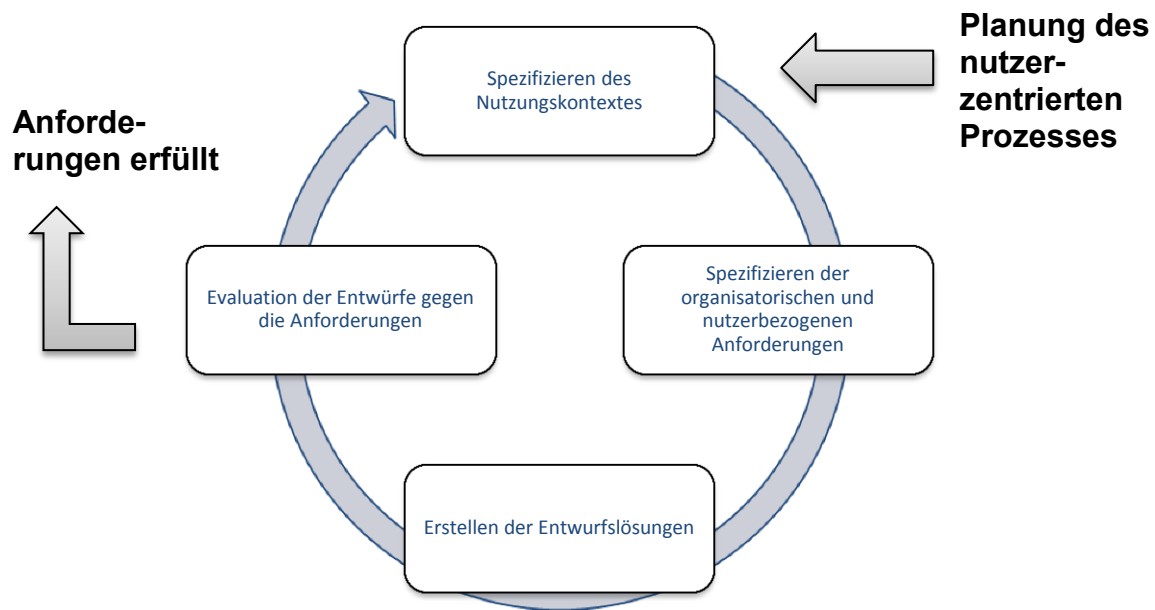 Planung des
nutzer-
zentrierten
Prozesses
Spezifizieren des
Nutzungskontextes
Anforde-
rungen erfüllt
Spezifizieren der
organisatorischen und
nutzerbezogenen
Anforderungen
Evaluation der Entwürfe gegen
die Anforderungen
Erstellen der Entwurfslösungen